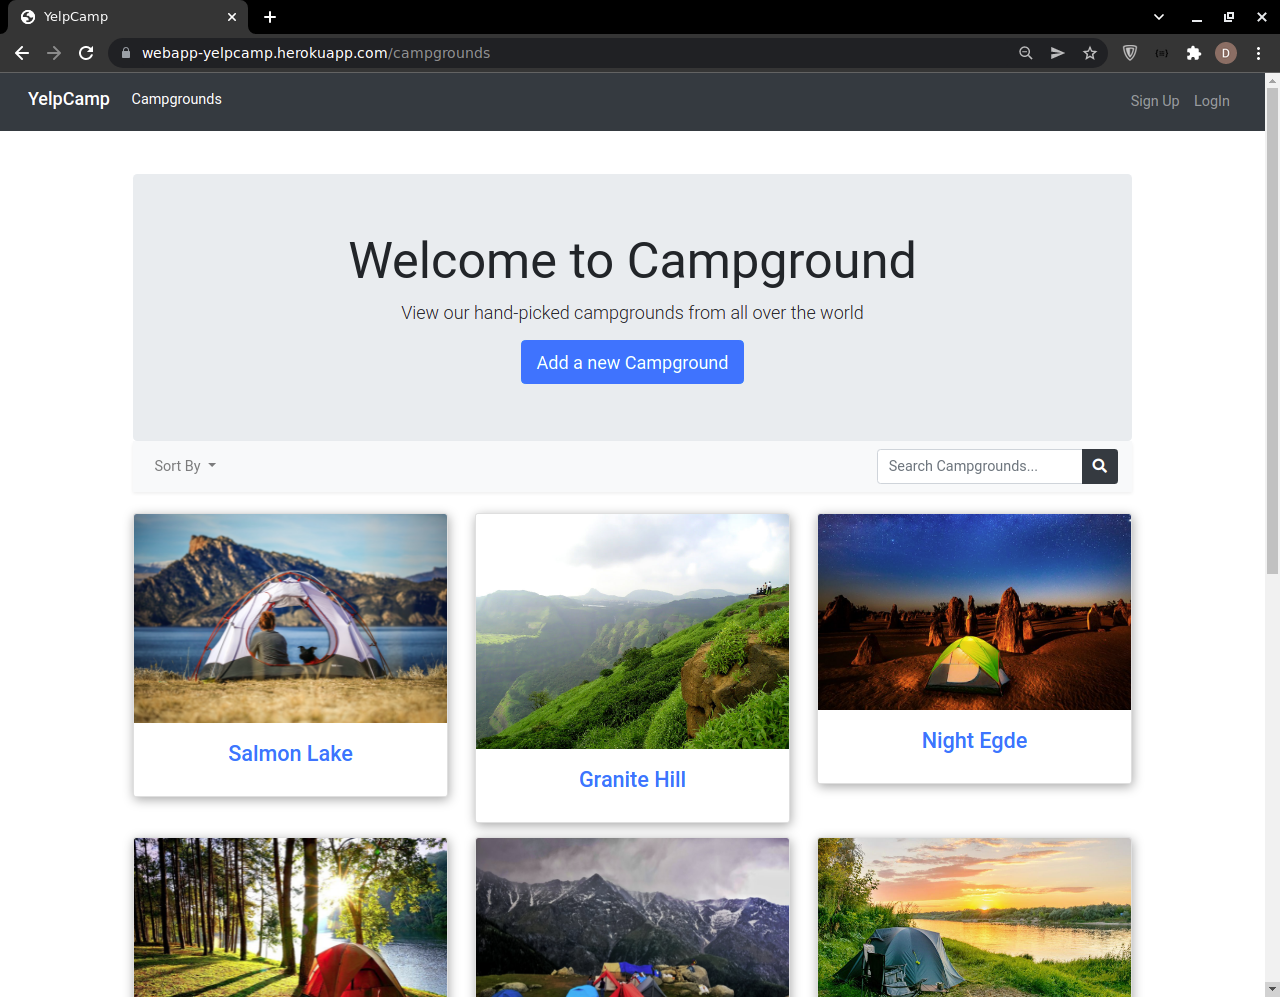 YelpCamp
webapp-yelpcamp.herokuapp.com/campgrounds
D
YelpCamp Campgrounds Sign Up LogIn
Welcome to Campground
View our hand-picked campgrounds from all over the world
Add a new Campground
Sort By Search Campgrounds...
Salmon Lake
Granite Hill
Night Egde